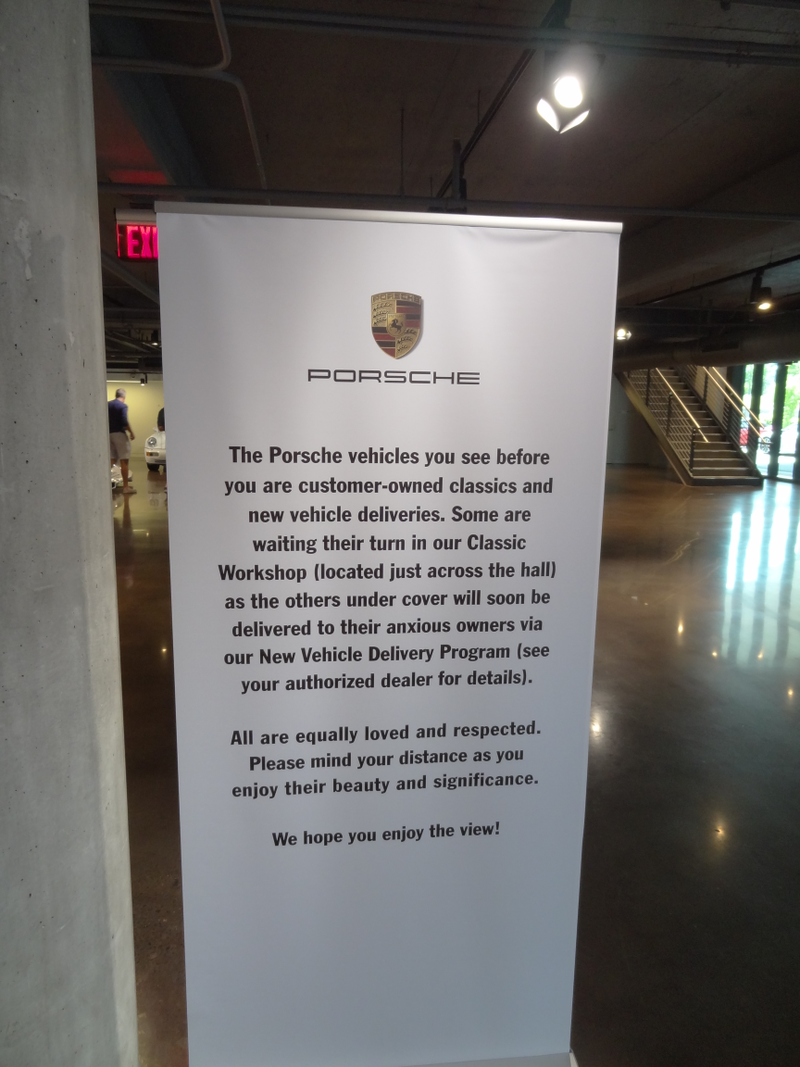 EXI
PORSCHE
PORSCHE
The Porsche vehicles you see before
you are customer-owned classics and
new vehicle deliveries. Some are
waiting their turn in our Classic
Workshop (located just across the hall)
as the others under cover will soon be
delivered to their anxious owners via
our New Vehicle Delivery Program (see
your authorized dealer for details).
All are equally loved and respected.
Please mind your distance as you
enjoy their beauty and significance.
We hope you enjoy the view!